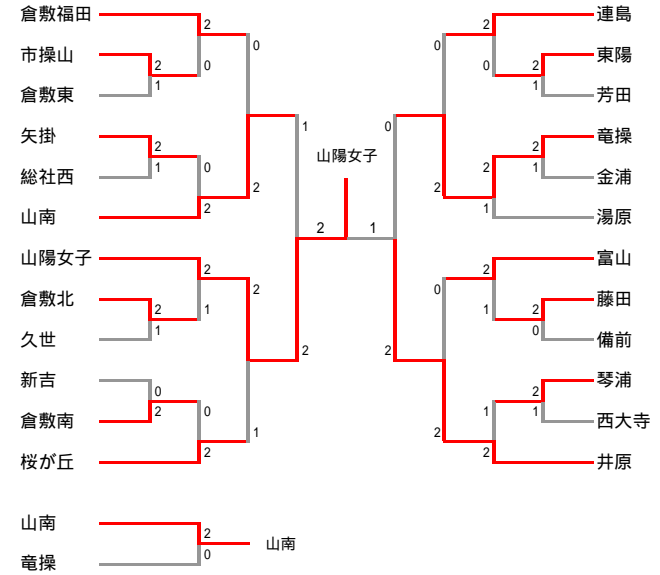 倉敷福田
2
0
市操山
2
0
倉敷東
1
矢掛
2
0
総社西
1
山南
2
2
1
山陽女子
2
2
倉敷北
2
1
久世
1
2
新吉
0
倉敷南
2
0
桜が丘
2
1
山陽女子
2
1
連島
2
0
東陽
2
0
芳田
1
0
竜操
2
2
金浦
1
2
湯原
1
富山
2
0
藤田
2
1
備前
0
2
琴浦
2
1
西大寺
1
2
井原
2
山南
2
山南
竜操
0